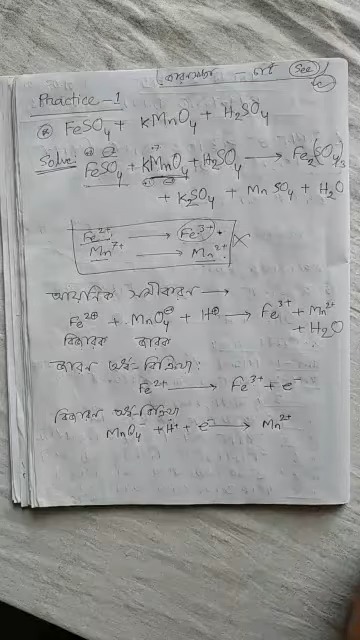 See
Practice-1
* FeSO₄ + KMnO₄ + H₂SO₄
Solve: FeSO₄ + KMnO₄ + H₂SO₄ → Fe₂(SO₄)₃
+ K₂SO₄ + MnSO₄ + H₂O
Fe²⁺ → Fe³⁺
Mn⁷⁺ → Mn²⁺
আয়নিক সমীকরণ →
Fe²⁺ + MnO₄⁻ + H⁺ → Fe³⁺ + Mn²⁺
+ H₂O
বিজারক জারক
জারণ অর্ধ-বিক্রিয়া:
Fe²⁺ → Fe³⁺ + e⁻
বিজারণ অর্ধ-বিক্রিয়া
MnO₄⁻ + H⁺ + e⁻ → Mn²⁺